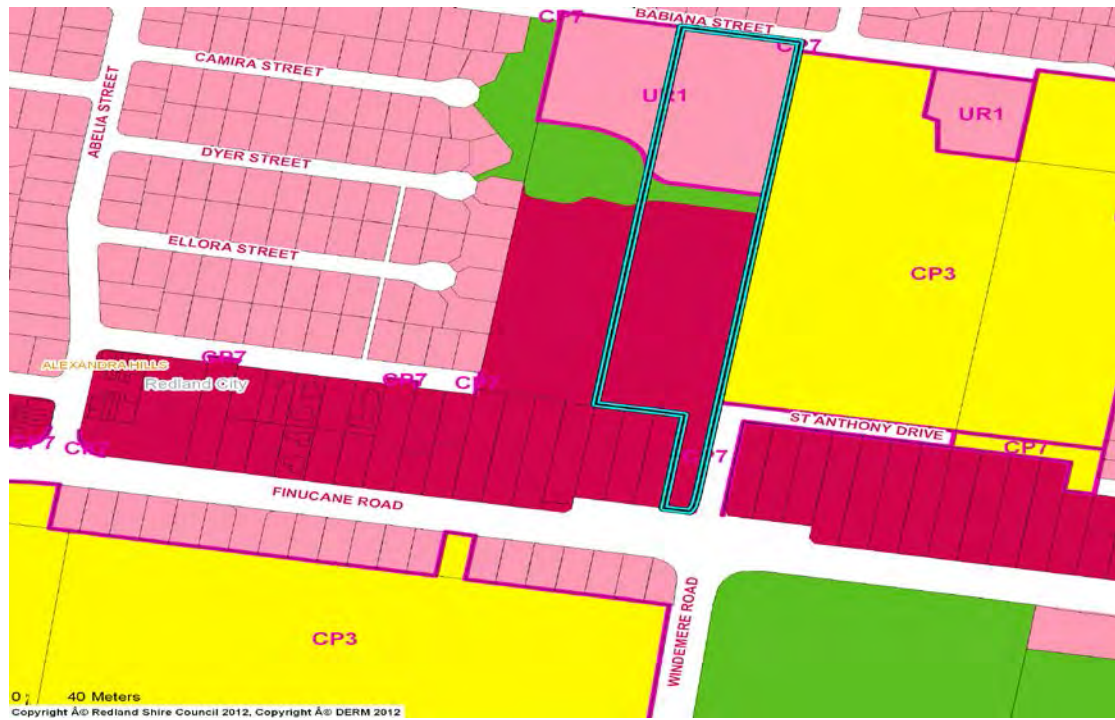 CP7
BABIANA STREET
CP7
CAMIRA STREET
UR1
UR1
ABELIA STREET
DYER STREET
ELLORA STREET
CP3
CP7
ALEXANDRA HILLS
Redland City
CP7
CP7
ST ANTHONY DRIVE
CP7
CP7
CP7
CP7
FINUCANE ROAD
WINDEMERE ROAD
CP3
40 Meters
Copyright Â© Redland Shire Council 2012, Copyright Â© DERM 2012